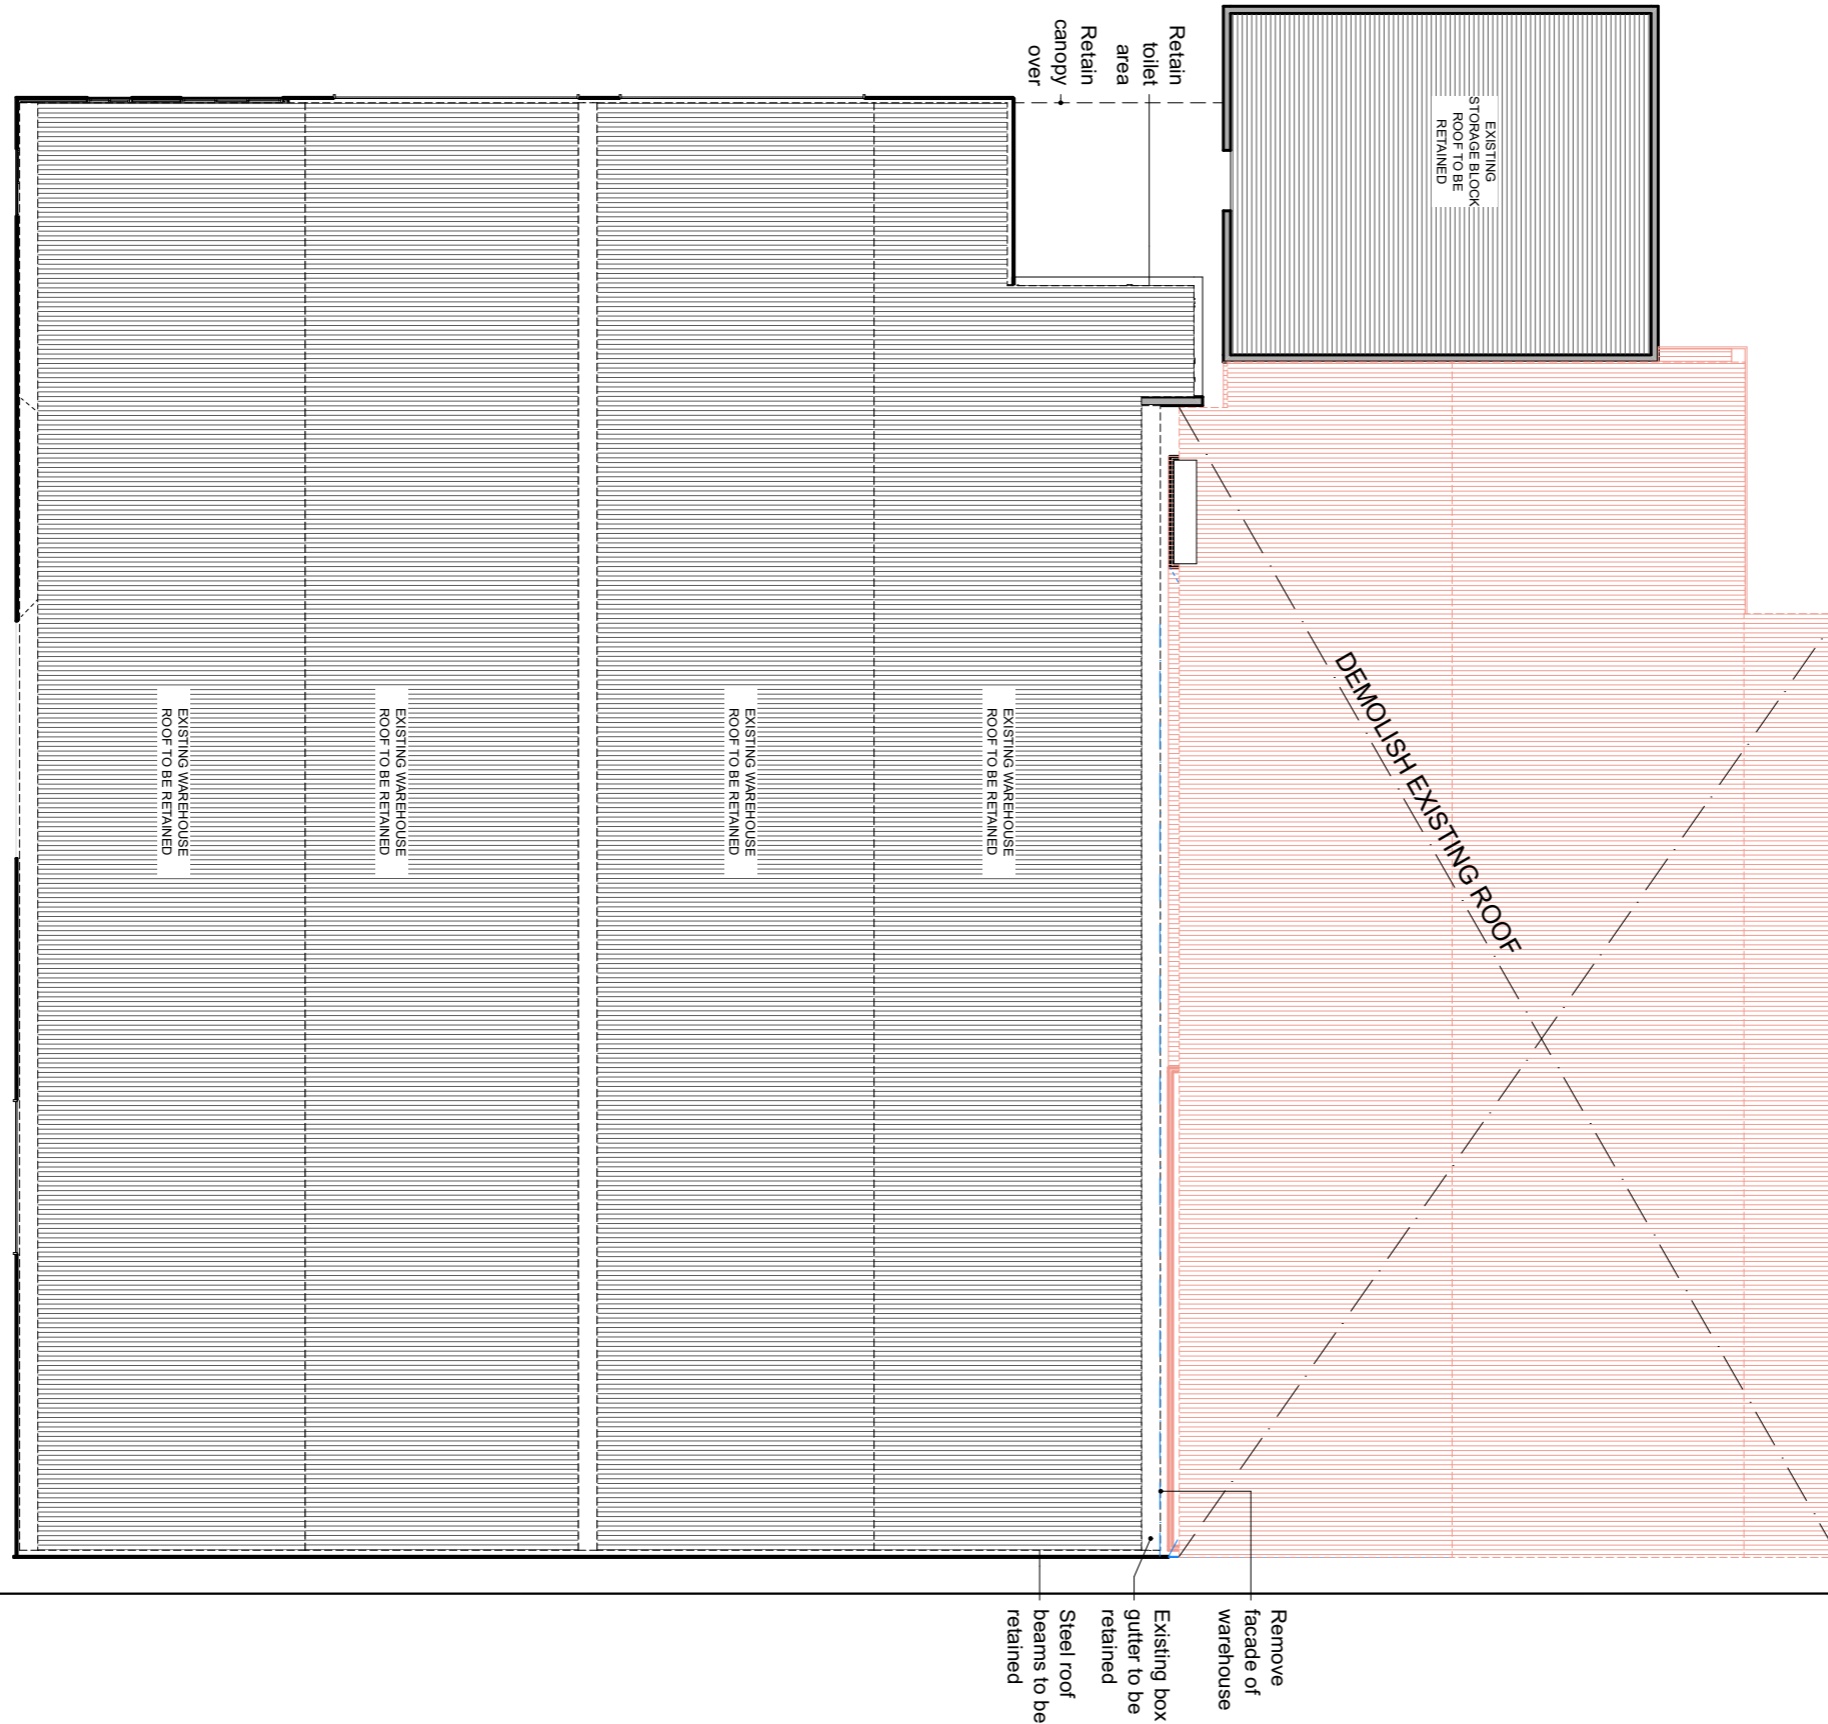 Retain
toilet
area
Retain
canopy
over
EXISTING
STORAGE BLOCK
ROOF TO BE
RETAINED
DEMOLISH EXISTING ROOF
EXISTING WAREHOUSE
ROOF TO BE RETAINED
EXISTING WAREHOUSE
ROOF TO BE RETAINED
EXISTING WAREHOUSE
ROOF TO BE RETAINED
EXISTING WAREHOUSE
ROOF TO BE RETAINED
Remove
facade of
warehouse
Existing box
gutter to be
retained
Steel roof
beams to be
retained